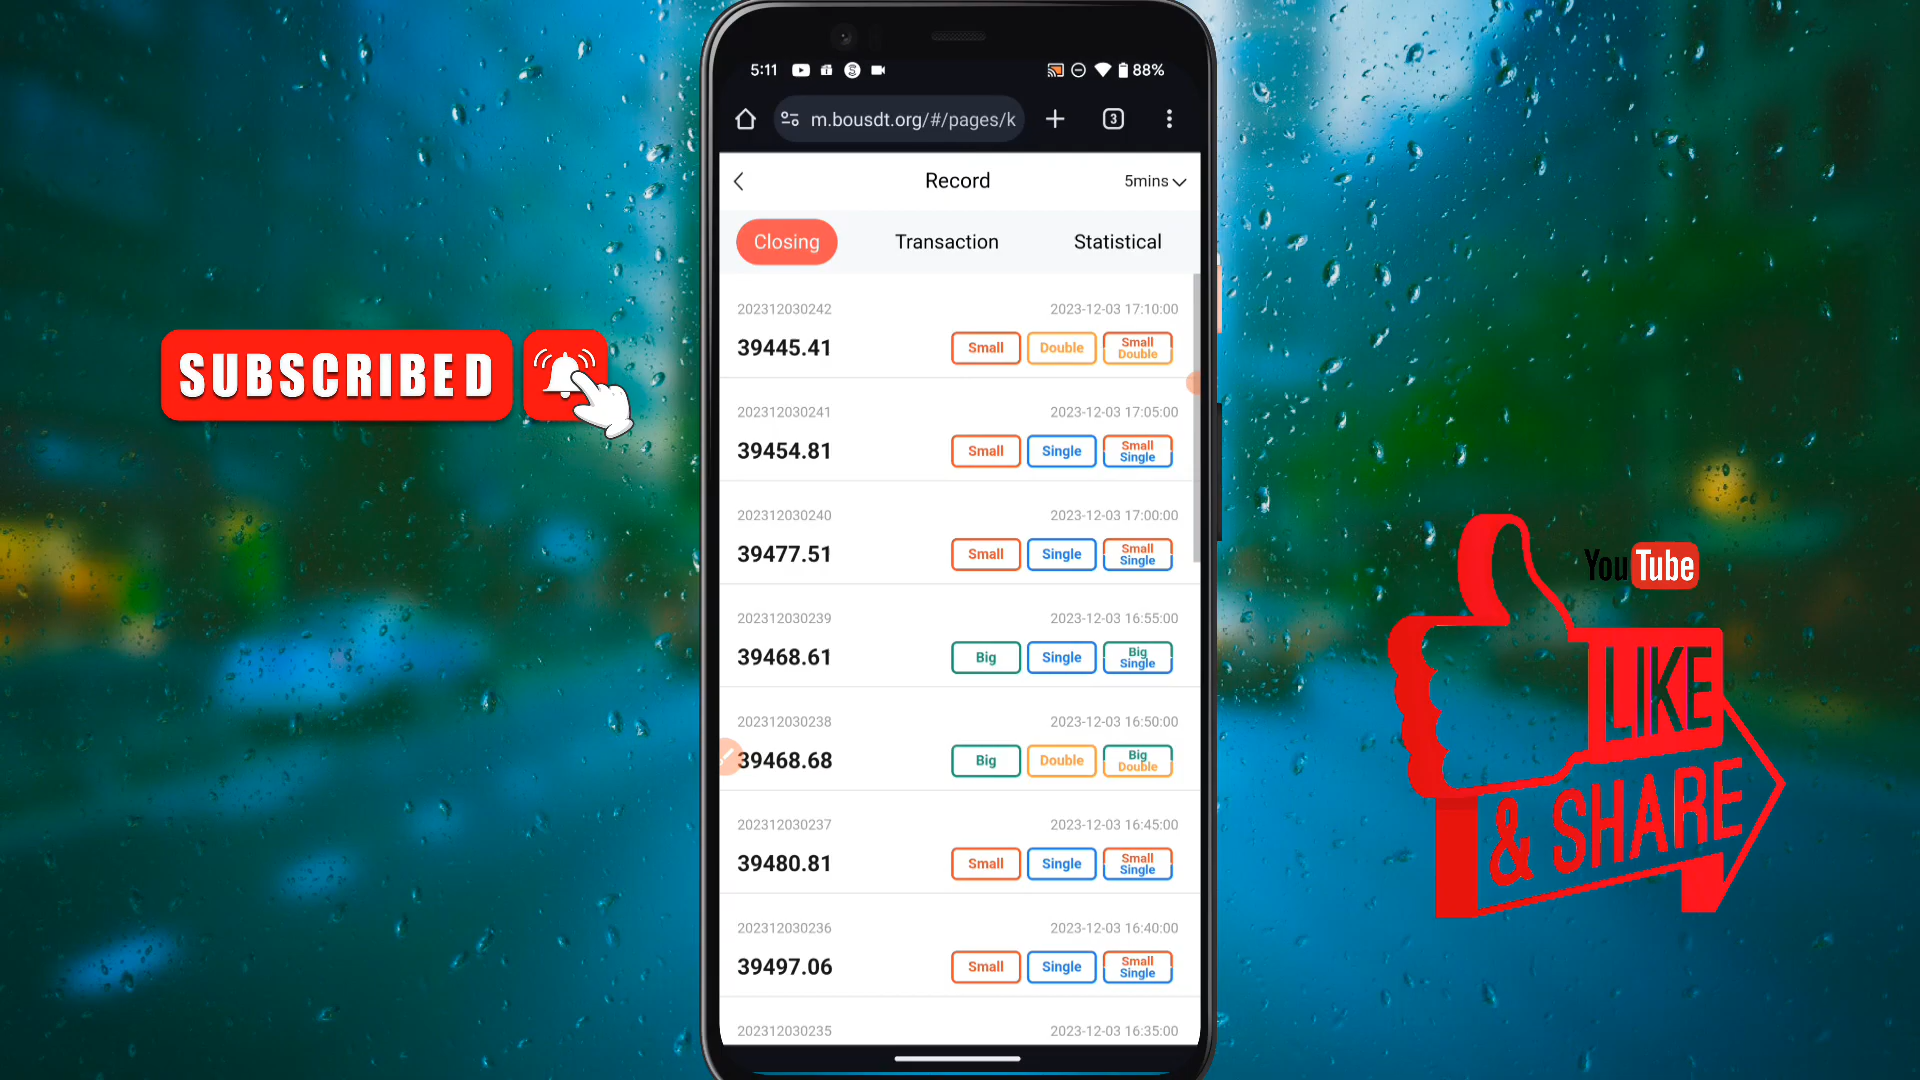 5:11
88%
m.bousdt.org/#/pages/k
3
Record
5mins
Closing
Transaction
Statistical
202312030242
2023-12-03 17:10:00
39445.41
Small
Double
Small
Double
202312030241
2023-12-03 17:05:00
39454.81
Small
Single
Small
Single
202312030240
2023-12-03 17:00:00
39477.51
Small
Single
Small
Single
202312030239
2023-12-03 16:55:00
39468.61
Big
Single
Big
Single
202312030238
2023-12-03 16:50:00
39468.68
Big
Double
Big
Double
202312030237
2023-12-03 16:45:00
39480.81
Small
Single
Small
Single
202312030236
2023-12-03 16:40:00
39497.06
Small
Single
Small
Single
202312030235
2023-12-03 16:35:00
SUBSCRIBED
YouTube
LIKE
& SHARE